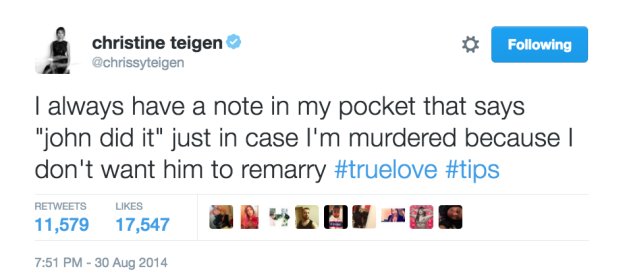 christine teigen
@chrissyteigen
Following
I always have a note in my pocket that says
"john did it" just in case I'm murdered because I
don't want him to remarry #truelove #tips
RETWEETS LIKES
11,579 17,547
7:51 PM - 30 Aug 2014